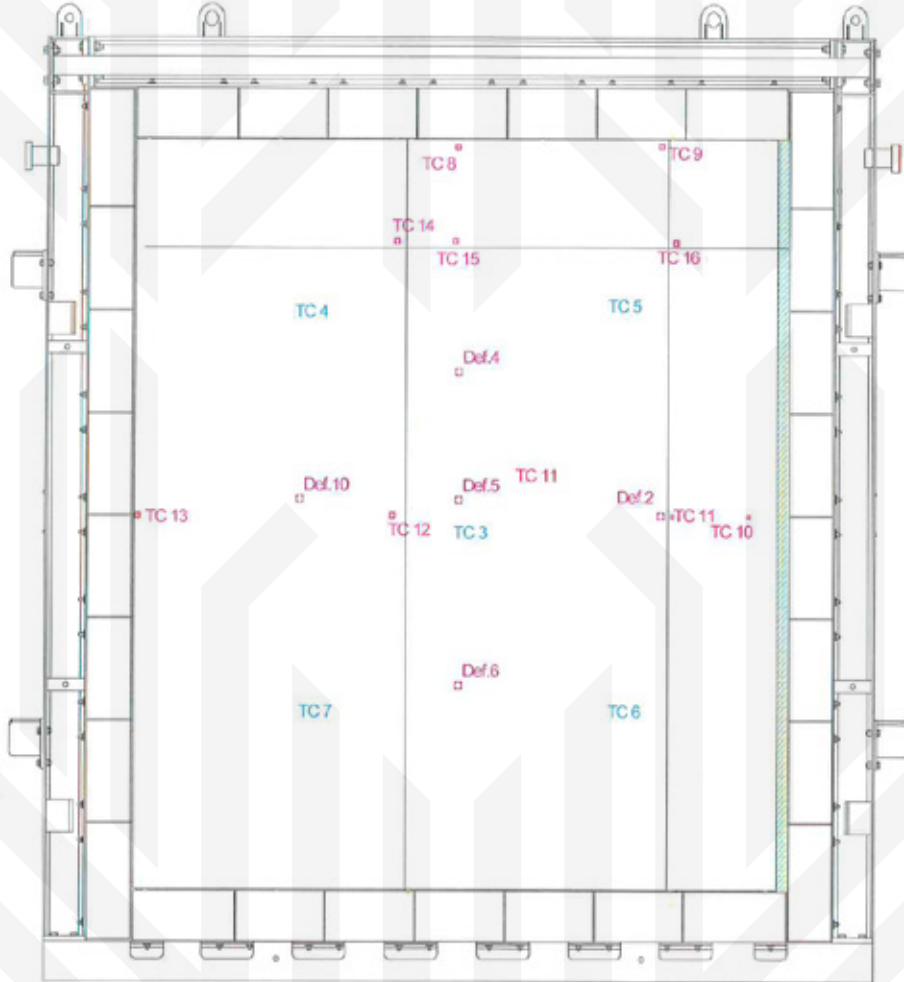 TC 8
TC 9
TC 14
TC 15
TC 16
TC 4
TC 5
Def.4
TC 11
Def.10
Def.5
Def.2
TC 13
TC 12
TC 3
TC 11
TC 10
Def.6
TC 7
TC 6